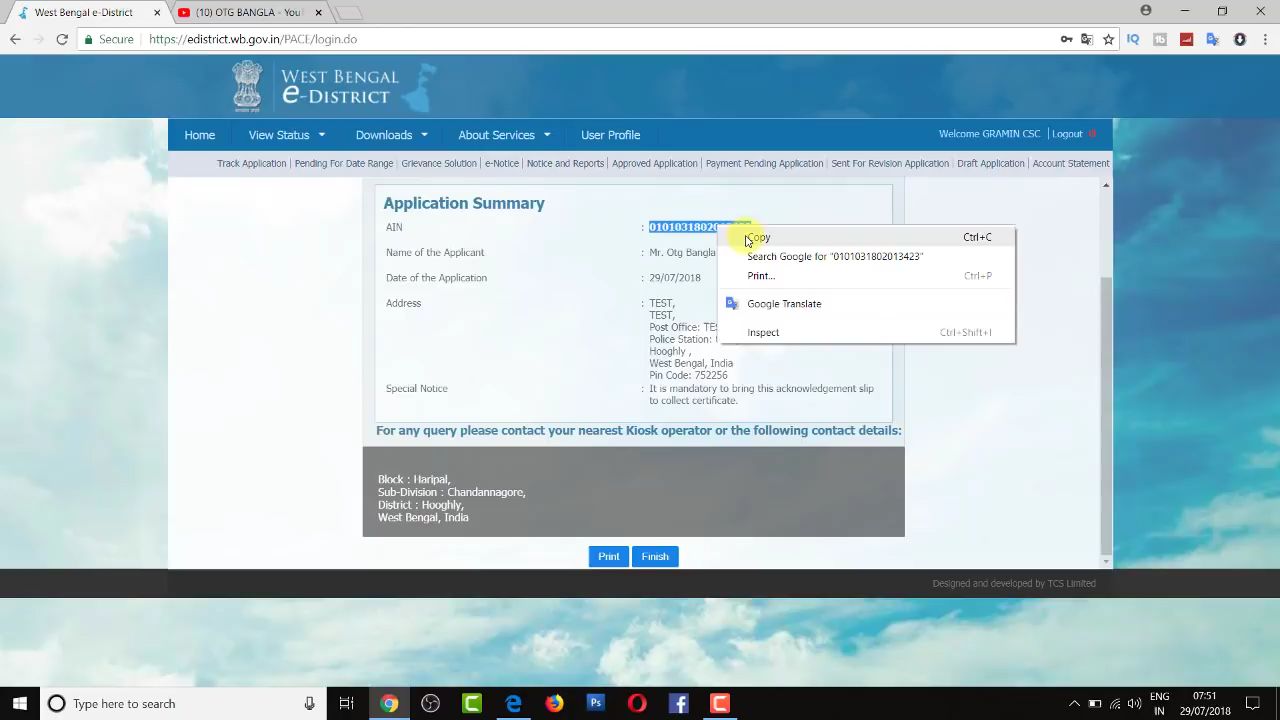 West Bengal e-District
(10) OTG BANGLA - You
Secure
https://edistrict.wb.gov.in/PACE/login.do
WEST BENGAL
e-DISTRICT
Home
View Status
Downloads
About Services
User Profile
Welcome GRAMIN CSC
Logout
Track Application
Pending For Date Range
Grievance Solution
e-Notice
Notice and Reports
Approved Application
Payment Pending Application
Sent For Revision Application
Draft Application
Account Statement
Application Summary
AIN
: 0101031802013423
Copy
Ctrl+C
Search Google for "0101031802013423"
Print...
Ctrl+P
Google Translate
Inspect
Ctrl+Shift+I
Name of the Applicant
: Mr. Otg Bangla
Date of the Application
: 29/07/2018
Address
: TEST,
TEST,
Post Office:
Police Station:
Hooghly ,
West Bengal, India
Pin Code: 752256
Special Notice
: It is mandatory to bring this acknowledgement slip
to collect certificate.
For any query please contact your nearest Kiosk operator or the following contact details:
Block : Haripal,
Sub-Division : Chandannagore,
District : Hooghly,
West Bengal, India
Print
Finish
Designed and developed by TCS Limited
Type here to search
ENG
IN
07:51
29/07/2018